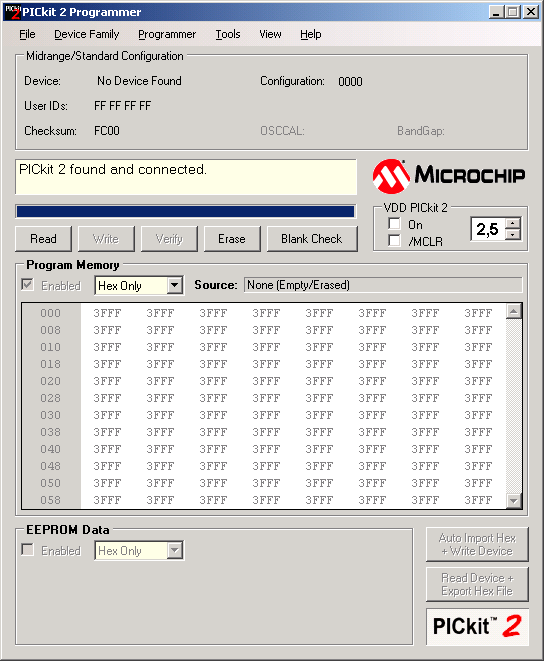 PICkit 2 PICkit 2 Programmer
File Device Family Programmer Tools View Help
Midrange/Standard Configuration
Device: No Device Found Configuration: 0000
User IDs: FF FF FF FF
Checksum: FC00 OSCCAL: BandGap:
PICkit 2 found and connected.
MICROCHIP
VDD PICkit 2
On
/MCLR
2,5
Read Write Verify Erase Blank Check
Program Memory
Enabled Hex Only Source: None (Empty/Erased)
000 3FFF 3FFF 3FFF 3FFF 3FFF 3FFF 3FFF 3FFF
008 3FFF 3FFF 3FFF 3FFF 3FFF 3FFF 3FFF 3FFF
010 3FFF 3FFF 3FFF 3FFF 3FFF 3FFF 3FFF 3FFF
018 3FFF 3FFF 3FFF 3FFF 3FFF 3FFF 3FFF 3FFF
020 3FFF 3FFF 3FFF 3FFF 3FFF 3FFF 3FFF 3FFF
028 3FFF 3FFF 3FFF 3FFF 3FFF 3FFF 3FFF 3FFF
030 3FFF 3FFF 3FFF 3FFF 3FFF 3FFF 3FFF 3FFF
038 3FFF 3FFF 3FFF 3FFF 3FFF 3FFF 3FFF 3FFF
040 3FFF 3FFF 3FFF 3FFF 3FFF 3FFF 3FFF 3FFF
048 3FFF 3FFF 3FFF 3FFF 3FFF 3FFF 3FFF 3FFF
050 3FFF 3FFF 3FFF 3FFF 3FFF 3FFF 3FFF 3FFF
058 3FFF 3FFF 3FFF 3FFF 3FFF 3FFF 3FFF 3FFF
EEPROM Data
Enabled Hex Only
Auto Import Hex
+ Write Device
Read Device +
Export Hex File
PICkit™ 2